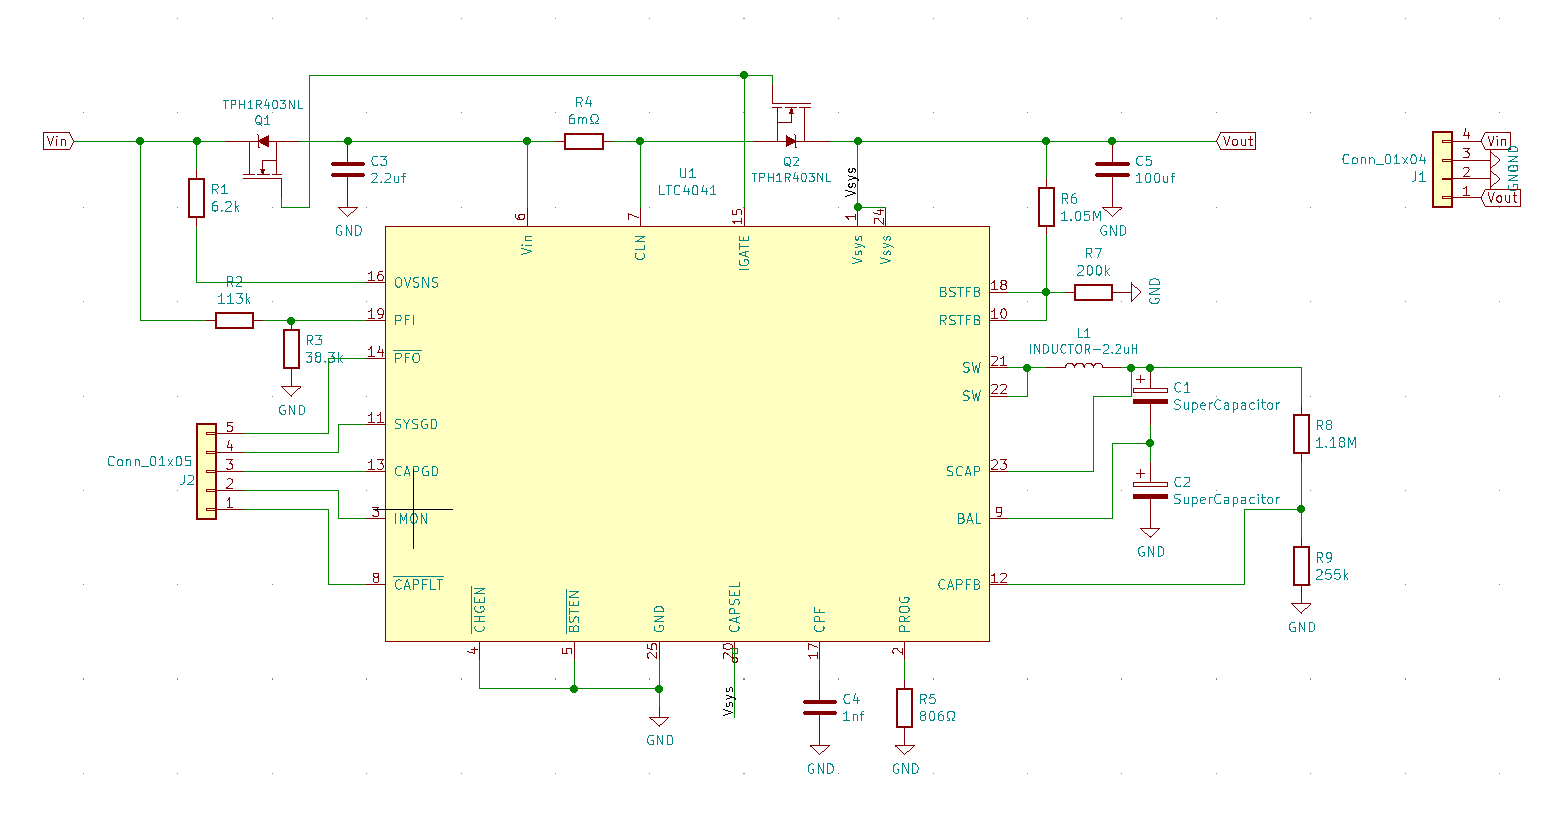 TPH1R403NL
Q1
Vin
R1
6.2k
C3
2.2uf
GND
R4
6mΩ
U1
LTC4041
Q2
TPH1R403NL
Vsys
Vout
C5
100uf
GND
R6
1.05M
R7
200k
GND
Conn_01x04
J1
4
Vin
3
GND
2
GND
1
Vout
6
Vin
7
CLN
15
IGATE
1
Vsys
24
Vsys
16
OVSNS
R2
113k
19
PFI
R3
38.3k
GND
14
PFO
11
SYSGD
13
CAPGD
3
IMON
8
CAPFLT
Conn_01x05
J2
5
4
3
2
1
BSTFB
18
RSTFB
10
SW
21
SW
22
L1
INDUCTOR-2.2uH
C1
+
SuperCapacitor
SCAP
23
C2
+
SuperCapacitor
GND
BAL
9
CAPFB
12
R8
1.18M
R9
255k
GND
CHGEN
4
BSTEN
5
GND
25
CAPSEL
20
CPF
17
PROG
2
GND
Vsys
C4
1nf
GND
R5
806Ω
GND